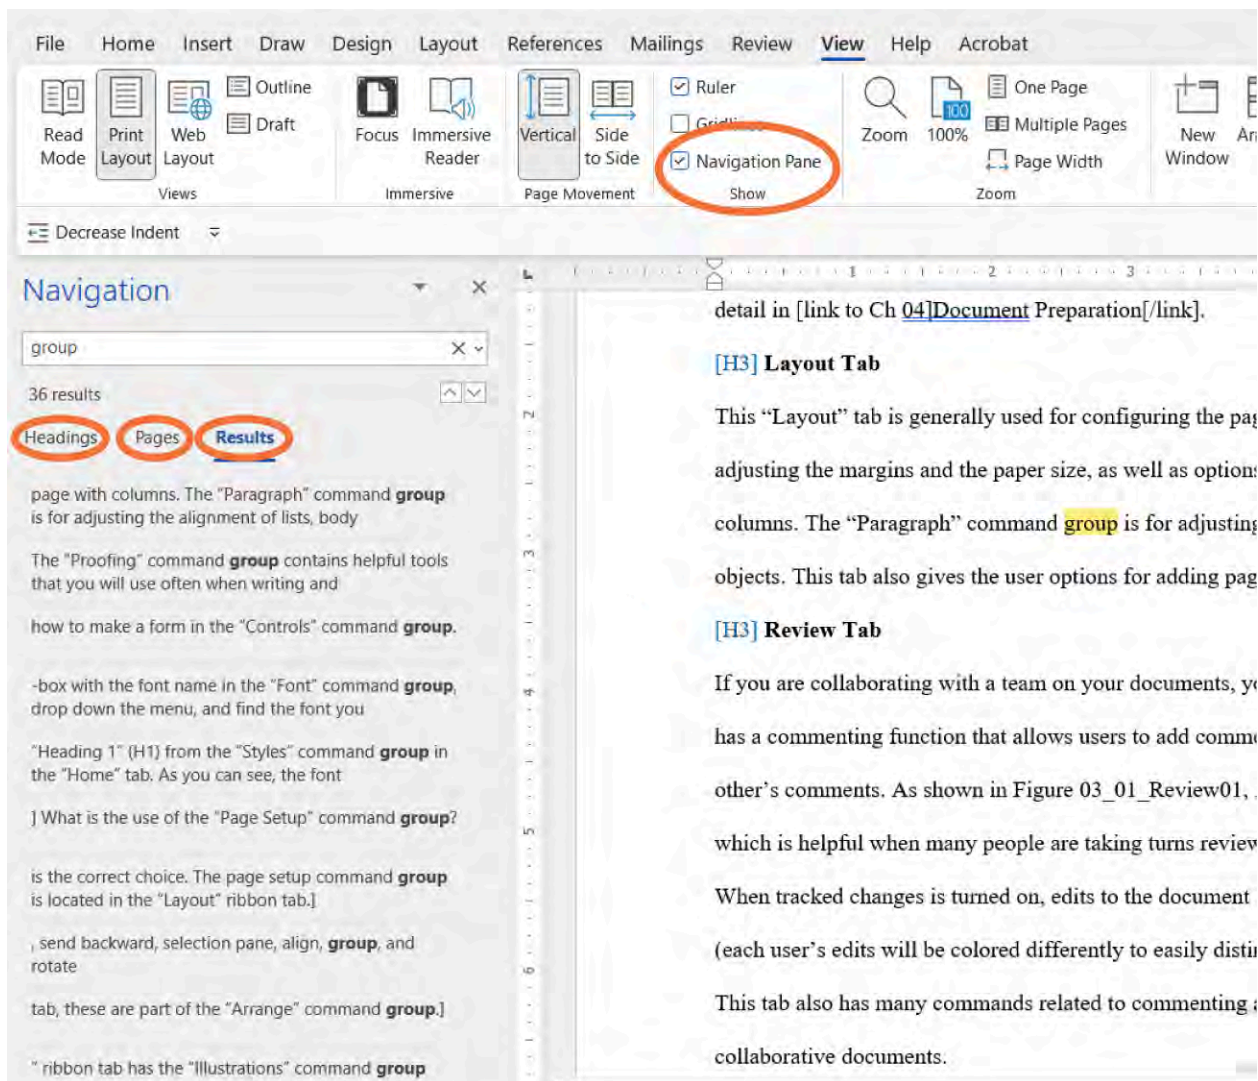 File Home Insert Draw Design Layout References Mailings Review View Help Acrobat
Read Mode
Print Layout
Web Layout
Outline
Draft
Views
Focus
Immersive Reader
Immersive
Vertical
Side to Side
Page Movement
Ruler
Gridlines
Navigation Pane
Show
Zoom
100
100%
One Page
Multiple Pages
Page Width
Zoom
New Window
Decrease Indent
Navigation
group
36 results
Headings Pages Results
page with columns. The "Paragraph" command group
is for adjusting the alignment of lists, body
The "Proofing" command group contains helpful tools
that you will use often when writing and
how to make a form in the "Controls" command group.
-box with the font name in the "Font" command group,
drop down the menu, and find the font you
"Heading 1" (H1) from the "Styles" command group in
the "Home" tab. As you can see, the font
] What is the use of the "Page Setup" command group?
is the correct choice. The page setup command group
is located in the "Layout" ribbon tab.]
, send backward, selection pane, align, group, and
rotate
tab, these are part of the "Arrange" command group.]
" ribbon tab has the "Illustrations" command group
1 2 3
2
3
4
5
6
detail in [link to Ch 04]Document Preparation[/link].
[H3] Layout Tab
This “Layout” tab is generally used for configuring the
adjusting the margins and the paper size, as well as options
columns. The “Paragraph” command group is for adjusting
objects. This tab also gives the user options for adding
[H3] Review Tab
If you are collaborating with a team on your documents,
has a commenting function that allows users to add
other’s comments. As shown in Figure 03_01_Review01,
which is helpful when many people are taking turns
When tracked changes is turned on, edits to the document
(each user’s edits will be colored differently to easily
This tab also has many commands related to commenting
collaborative documents.